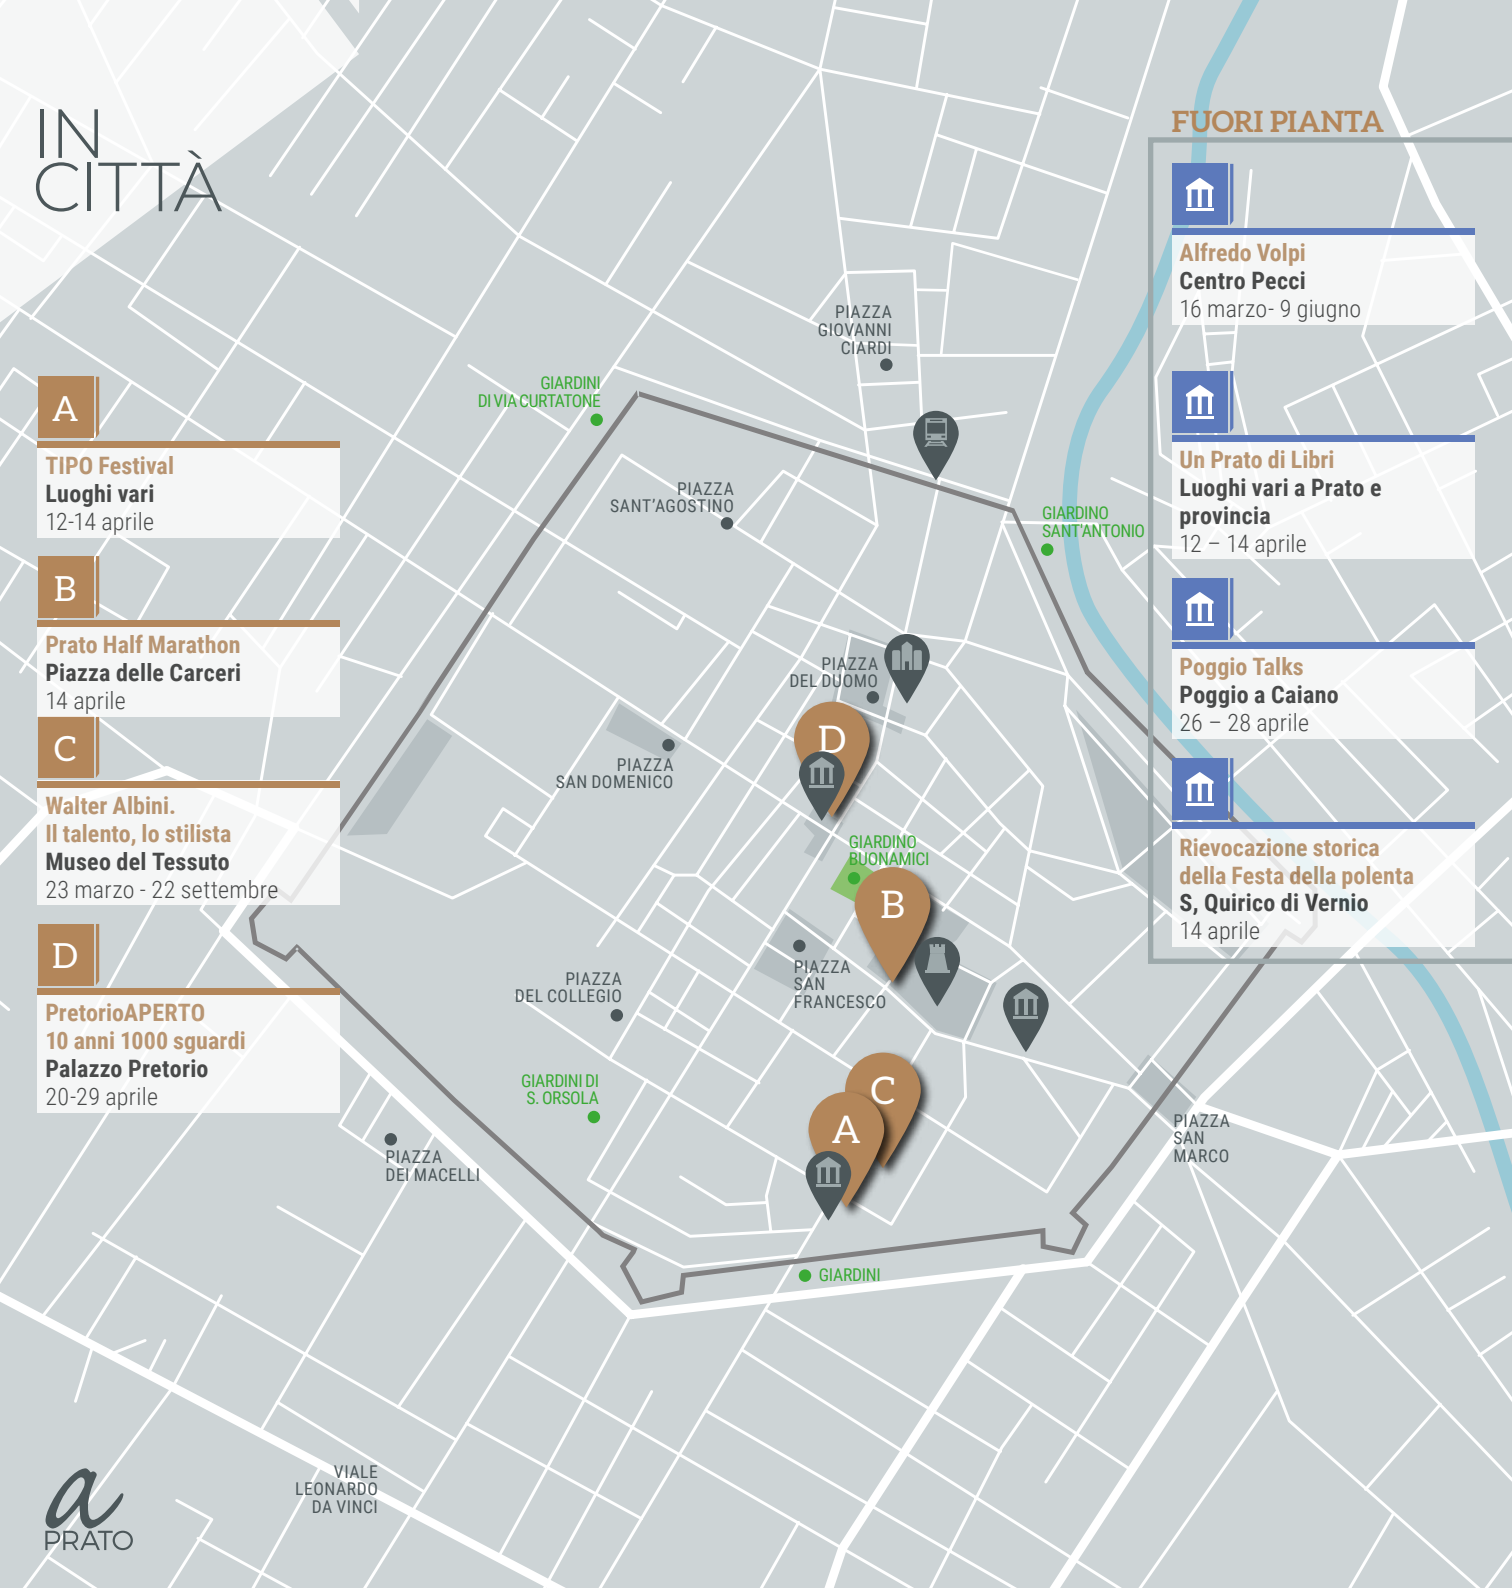 IN
CITTÀ
A
TIPO Festival
Luoghi vari
12-14 aprile
B
Prato Half Marathon
Piazza delle Carceri
14 aprile
C
Walter Albini.
Il talento, lo stilista
Museo del Tessuto
23 marzo - 22 settembre
D
PretorioAPERTO
10 anni 1000 sguardi
Palazzo Pretorio
20-29 aprile
FUORI PIANTA
Alfredo Volpi
Centro Pecci
16 marzo- 9 giugno
Un Prato di Libri
Luoghi vari a Prato e
provincia
12 – 14 aprile
Poggio Talks
Poggio a Caiano
26 – 28 aprile
Rievocazione storica
della Festa della polenta
S, Quirico di Vernio
14 aprile
PIAZZA
GIOVANNI
CIARDI
GIARDINI
DI VIA CURTATONE
PIAZZA
SANT'AGOSTINO
GIARDINO
SANT'ANTONIO
PIAZZA
DEL DUOMO
D
PIAZZA
SAN DOMENICO
GIARDINO
BUONAMICI
B
PIAZZA
SAN
FRANCESCO
PIAZZA
DEL COLLEGIO
GIARDINI DI
S. ORSOLA
C
A
PIAZZA
DEI MACELLI
PIAZZA
SAN
MARCO
GIARDINI
VIALE
LEONARDO
DA VINCI
a
PRATO